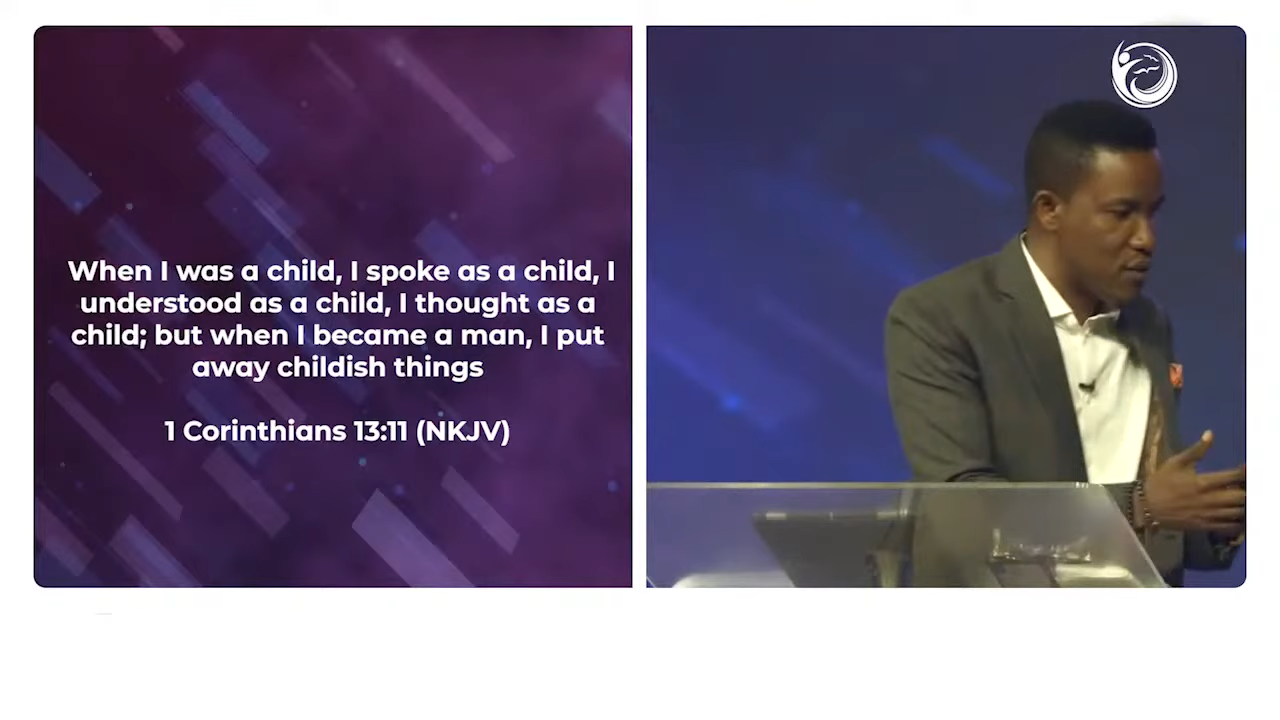 When I was a child, I spoke as a child, I
understood as a child, I thought as a
child; but when I became a man, I put
away childish things
1 Corinthians 13:11 (NKJV)